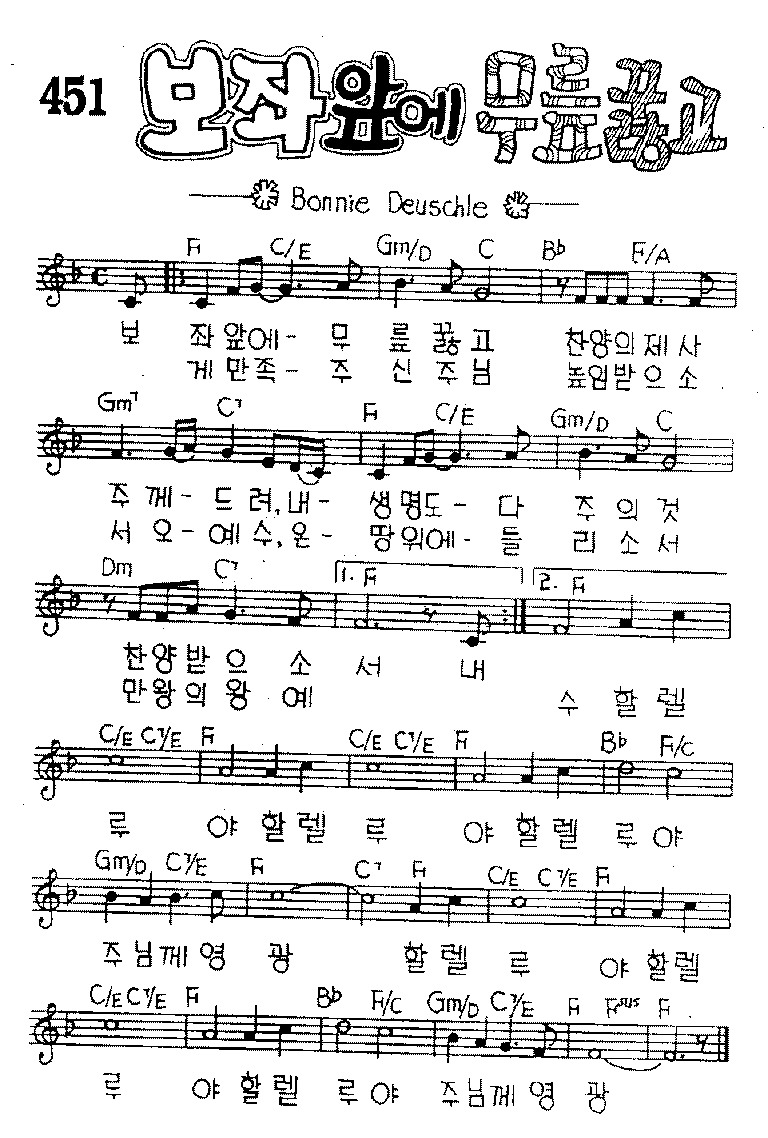 451 보좌앞에 무릎꿇고
Bonnie Deuschle
F C/E Gm/D C B♭ F/A
보 좌앞에- 무 릎 꿇 고 찬양의제사
게 만족- 주 신 주 님 높임받으소
Gm7 C7 F C/E Gm/D C
주께- 드려,내- 생명도- 다 주 의 것
서 오- 예수,온- 땅위에- 들 리 소 서
Dm C7 1. F 2. F
찬양받으 소 서 내
만왕의왕 예 수 할 렐
C/E C7/E F C/E C7/E F B♭ F/C
루 야 할 렐 루 야 할 렐 루 야
Gm/D C7/E F C7 F C/E C7/E F
주님께영 광 할 렐 루 야 할렐
C/E C7/E F B♭ F/C Gm/D C7/E F Fsus F
루 야 할 렐 루 야 주님께영 광